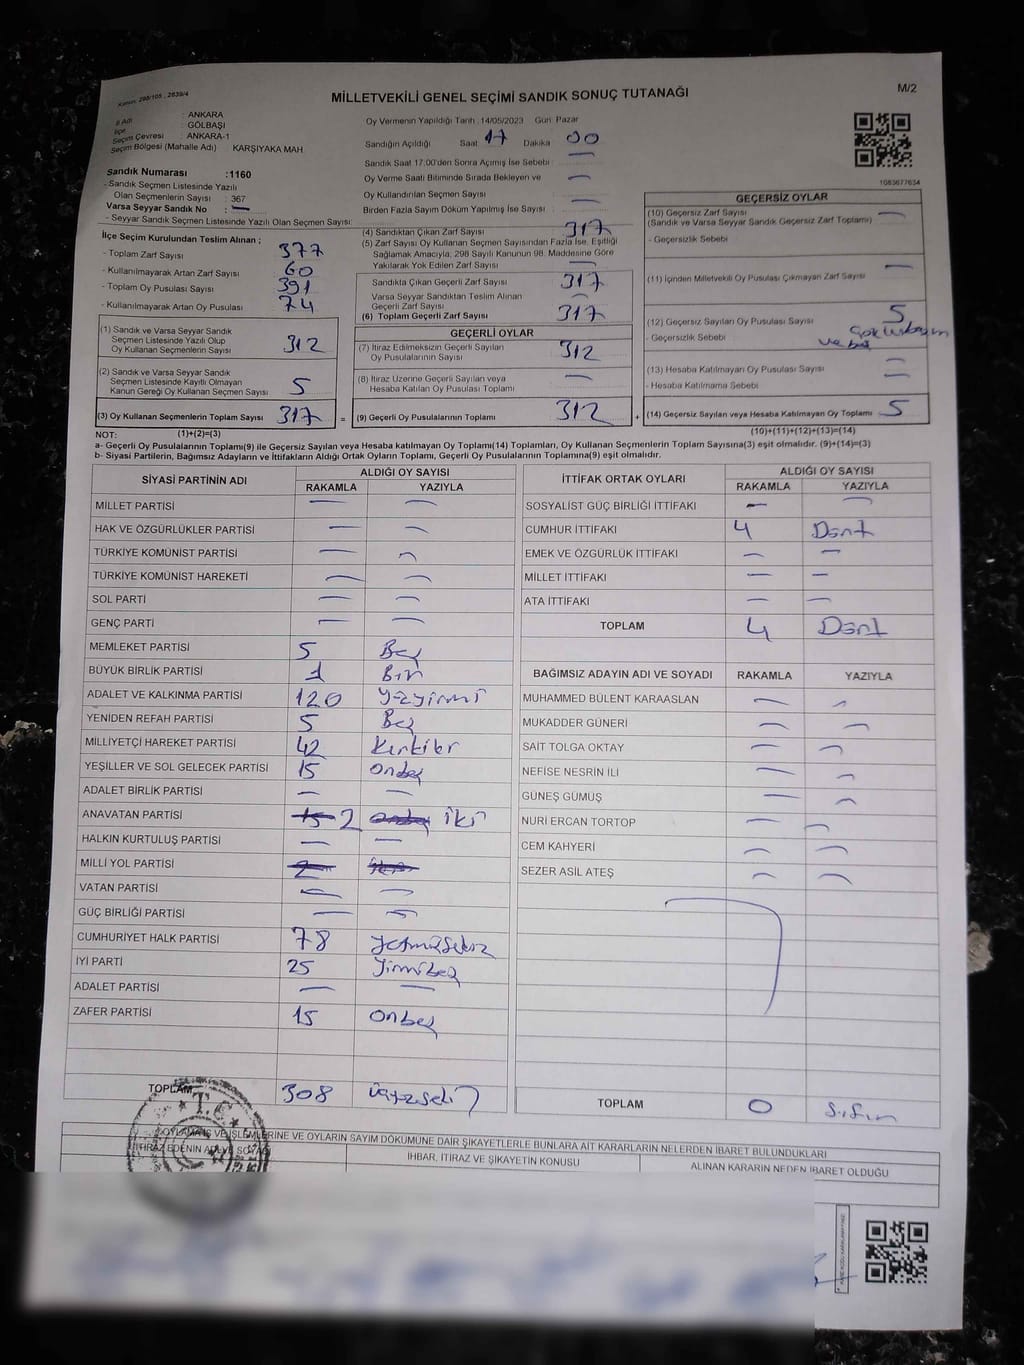 Kanun: 298/105 , 2839/4
MİLLETVEKİLİ GENEL SEÇİMİ SANDIK SONUÇ TUTANAĞI
M/2
İl Adı : ANKARA
İlçe : GÖLBAŞI
Seçim Çevresi : ANKARA-1
Seçim Bölgesi (Mahalle Adı) : KARŞIYAKA MAH.
Sandık Numarası :1160
- Sandık Seçmen Listesinde Yazılı
Olan Seçmenlerin Sayısı : 367
Varsa Seyyar Sandık No : —
- Seyyar Sandık Seçmen Listesinde Yazılı Olan Seçmen Sayısı:
Oy Vermenin Yapıldığı Tarih :14/05/2023 Gün: Pazar
Sandığın Açıldığı Saat 17 Dakika 00
Sandık Saat 17.00'den Sonra Açılmış İse Sebebi : —
Oy Verme Saati Bitiminde Sırada Bekleyen ve —
Oy Kullandırılan Seçmen Sayısı :
Birden Fazla Sayım Döküm Yapılmış İse Sayısı : —
1083677634
İlçe Seçim Kurulundan Teslim Alınan ;
- Toplam Zarf Sayısı : 377
- Kullanılmayarak Artan Zarf Sayısı : 60
- Toplam Oy Pusulası Sayısı : 391
- Kullanılmayarak Artan Oy Pusulası : 74
(1) Sandık ve Varsa Seyyar Sandık
Seçmen Listesinde Yazılı Olup
Oy Kullanan Seçmenlerin Sayısı : 312
(2) Sandık ve Varsa Seyyar Sandık
Seçmen Listesinde Kayıtlı Olmayan
Kanun Gereği Oy Kullanan Seçmen Sayısı : 5
(3) Oy Kullanan Seçmenlerin Toplam Sayısı : 317
(1)+(2)=(3)
(4) Sandıktan Çıkan Zarf Sayısı : 317
(5) Zarf Sayısı Oy Kullanan Seçmen Sayısından Fazla İse, Eşitliği
Sağlamak Amacıyla, 298 Sayılı Kanunun 98. Maddesine Göre
Yakılarak Yok Edilen Zarf Sayısı : —
Sandıkta Çıkan Geçerli Zarf Sayısı : 317
Varsa Seyyar Sandıktan Teslim Alınan
Geçerli Zarf Sayısı : —
(6) Toplam Geçerli Zarf Sayısı : 317
GEÇERLİ OYLAR
(7) İtiraz Edilmeksizin Geçerli Sayılan
Oy Pusulalarının Sayısı : 312
(8) İtiraz Üzerine Geçerli Sayılan veya
Hesaba Katılan Oy Pusulası Toplamı : —
= (9) Geçerli Oy Pusulalarının Toplamı : 312 +
GEÇERSİZ OYLAR
(10) Geçersiz Zarf Sayısı : —
(Sandık ve Varsa Seyyar Sandık Geçersiz Zarf Toplamı)
- Geçersizlik Sebebi :
(11) İçinden Milletvekili Oy Pusulası Çıkmayan Zarf Sayısı : —
(12) Geçersiz Sayılan Oy Pusulası Sayısı : 5
- Geçersizlik Sebebi :
(13) Hesaba Katılmayan Oy Pusulası Sayısı : —
- Hesaba Katılmama Sebebi : —
(14) Geçersiz Sayılan veya Hesaba Katılmayan Oy Toplamı : 5
(10)+(11)+(12)+(13)=(14)
NOT:
a- Geçerli Oy Pusulalarının Toplamı(9) ile Geçersiz Sayılan veya Hesaba katılmayan Oy Toplamı(14) Toplamları, Oy Kullanan Seçmenlerin Toplam Sayısına(3) eşit olmalıdır. (9)+(14)=(3)
b- Siyasi Partilerin, Bağımsız Adayların ve İttifakların Aldığı Ortak Oyların Toplamı, Geçerli Oy Pusulalarının Toplamına(9) eşit olmalıdır.
SİYASİ PARTİNİN ADI ALDIĞI OY SAYISI
RAKAMLA YAZIYLA
MİLLET PARTİSİ — —
HAK VE ÖZGÜRLÜKLER PARTİSİ — —
TÜRKİYE KOMÜNİST PARTİSİ — —
TÜRKİYE KOMÜNİST HAREKETİ — —
SOL PARTİ — —
GENÇ PARTİ — —
MEMLEKET PARTİSİ 5 Beş
BÜYÜK BİRLİK PARTİSİ 1 Bir
ADALET VE KALKINMA PARTİSİ 120 yüzyirmi
YENİDEN REFAH PARTİSİ 5 Beş
MİLLİYETÇİ HAREKET PARTİSİ 42 Kırkiki
YEŞİLLER VE SOL GELECEK PARTİSİ 15 onbeş
ADALET BİRLİK PARTİSİ — —
ANAVATAN PARTİSİ 15 2 onbeş iki
HALKIN KURTULUŞ PARTİSİ — —
MİLLİ YOL PARTİSİ 2
VATAN PARTİSİ — —
GÜÇ BİRLİĞİ PARTİSİ — —
CUMHURİYET HALK PARTİSİ 78 yetmişsekiz
İYİ PARTİ 25 yirmibeş
ADALET PARTİSİ — —
ZAFER PARTİSİ 15 onbeş
TOPLAM 308 üçyüzsekiz
İTTİFAK ORTAK OYLARI ALDIĞI OY SAYISI
RAKAMLA YAZIYLA
SOSYALİST GÜÇ BİRLİĞİ İTTİFAKI — —
CUMHUR İTTİFAKI 4 Dört
EMEK VE ÖZGÜRLÜK İTTİFAKI — —
MİLLET İTTİFAKI — —
ATA İTTİFAKI — —
TOPLAM 4 Dört
BAĞIMSIZ ADAYIN ADI VE SOYADI RAKAMLA YAZIYLA
MUHAMMED BÜLENT KARAASLAN — —
MUKADDER GÜNERİ — —
SAİT TOLGA OKTAY — —
NEFİSE NESRİN İLİ — —
GÜNEŞ GÜMÜŞ — —
NURİ ERCAN TORTOP — —
CEM KAHYERİ — —
SEZER ASİL ATEŞ — —
TOPLAM 0 Sıfır
T.C.
OYLAMA İŞ VE İŞLEMLERİNE VE OYLARIN SAYIM DÖKÜMÜNE DAİR ŞİKAYETLERLE BUNLARA AİT KARARLARIN NELERDEN İBARET BULUNDUKLARI
İTİRAZ EDENİN ADI VE SOYADI İHBAR, İTİRAZ VE ŞİKAYETİN KONUSU ALINAN KARARIN NEDEN İBARET OLDUĞU